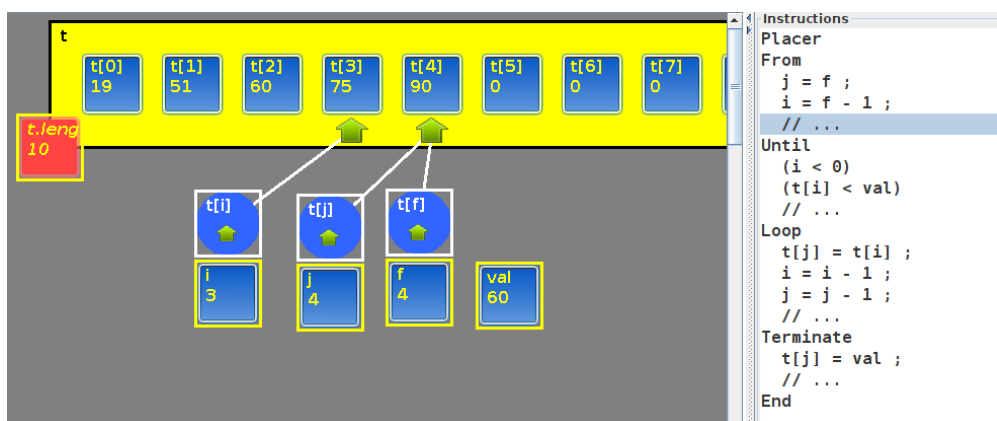 t
t[0] t[1] t[2] t[3] t[4] t[5] t[6] t[7]
19 51 60 75 90 0 0 0
t.leng
10
t[i] t[j] t[f]
i j f val
3 4 4 60
Instructions
Placer
From
j = f ;
i = f - 1 ;
// ...
Until
(i < 0)
(t[i] < val)
// ...
Loop
t[j] = t[i] ;
i = i - 1 ;
j = j - 1 ;
// ...
Terminate
t[j] = val ;
// ...
End